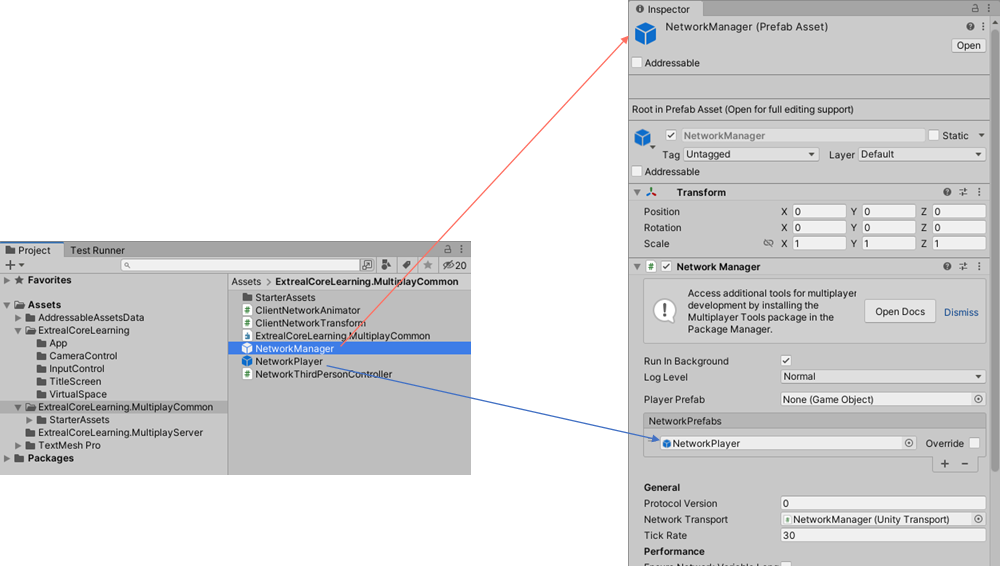 Project
Test Runner
20
Favorites
Assets
AddressableAssetsData
ExtrealCoreLearning
App
CameraControl
InputControl
TitleScreen
VirtualSpace
ExtrealCoreLearning.MultiplayCommon
StarterAssets
ExtrealCoreLearning.MultiplayServer
TextMesh Pro
Packages
Assets > ExtrealCoreLearning.MultiplayCommon
StarterAssets
ClientNetworkAnimator
ClientNetworkTransform
ExtrealCoreLearning.MultiplayCommon
NetworkManager
NetworkPlayer
NetworkThirdPersonController
Inspector
NetworkManager (Prefab Asset)
Open
Addressable
Root in Prefab Asset (Open for full editing support)
NetworkManager Static
Tag Untagged Layer Default
Addressable
Transform
Position X 0 Y 0 Z 0
Rotation X 0 Y 0 Z 0
Scale X 1 Y 1 Z 1
Network Manager
Access additional tools for multiplayer
development by installing the
Multiplayer Tools package in the
Package Manager.
Open Docs
Dismiss
Run In Background
Log Level Normal
Player Prefab None (Game Object)
NetworkPrefabs
NetworkPlayer Override
+ −
General
Protocol Version 0
Network Transport NetworkManager (Unity Transport)
Tick Rate 30
Performance